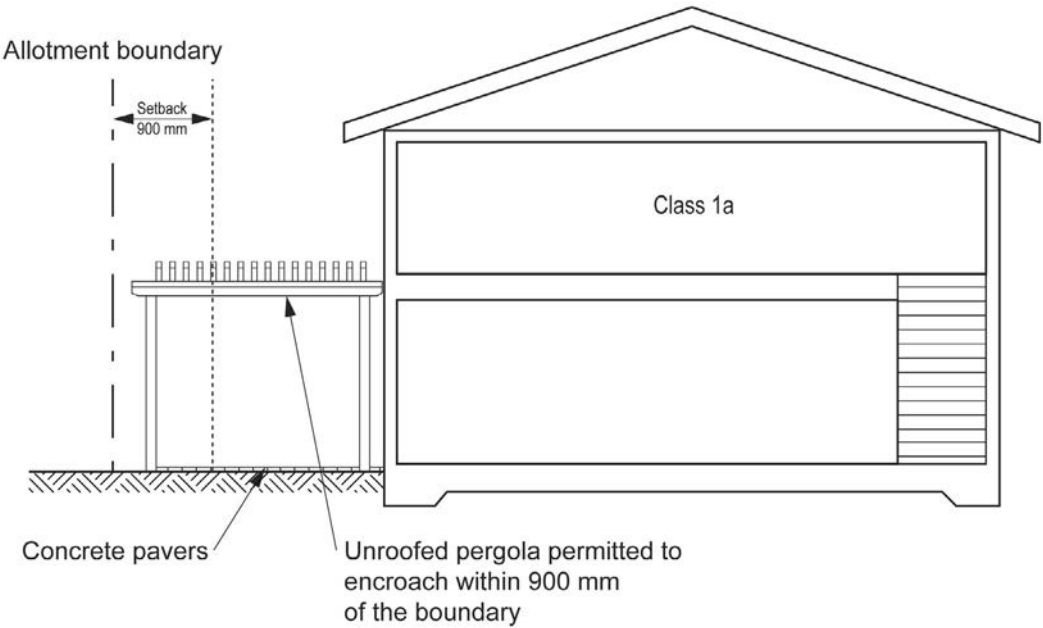 Allotment boundary
Setback
900 mm
Class 1a
Concrete pavers
Unroofed pergola permitted to
encroach within 900 mm
of the boundary